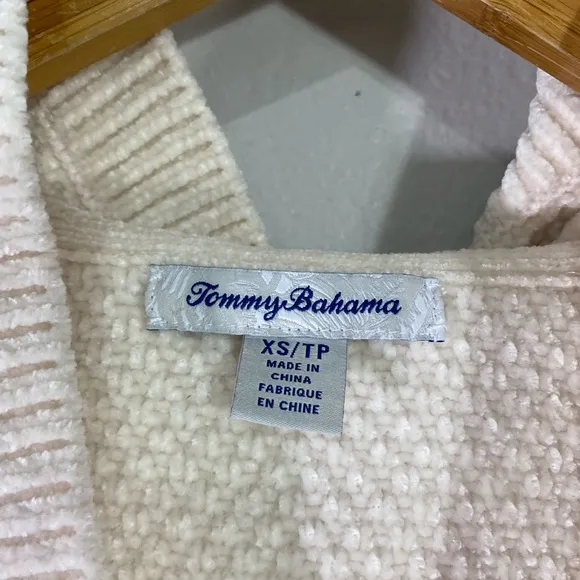 Tommy Bahama
XS/TP
MADE IN
CHINA
FABRIQUE
EN CHINE